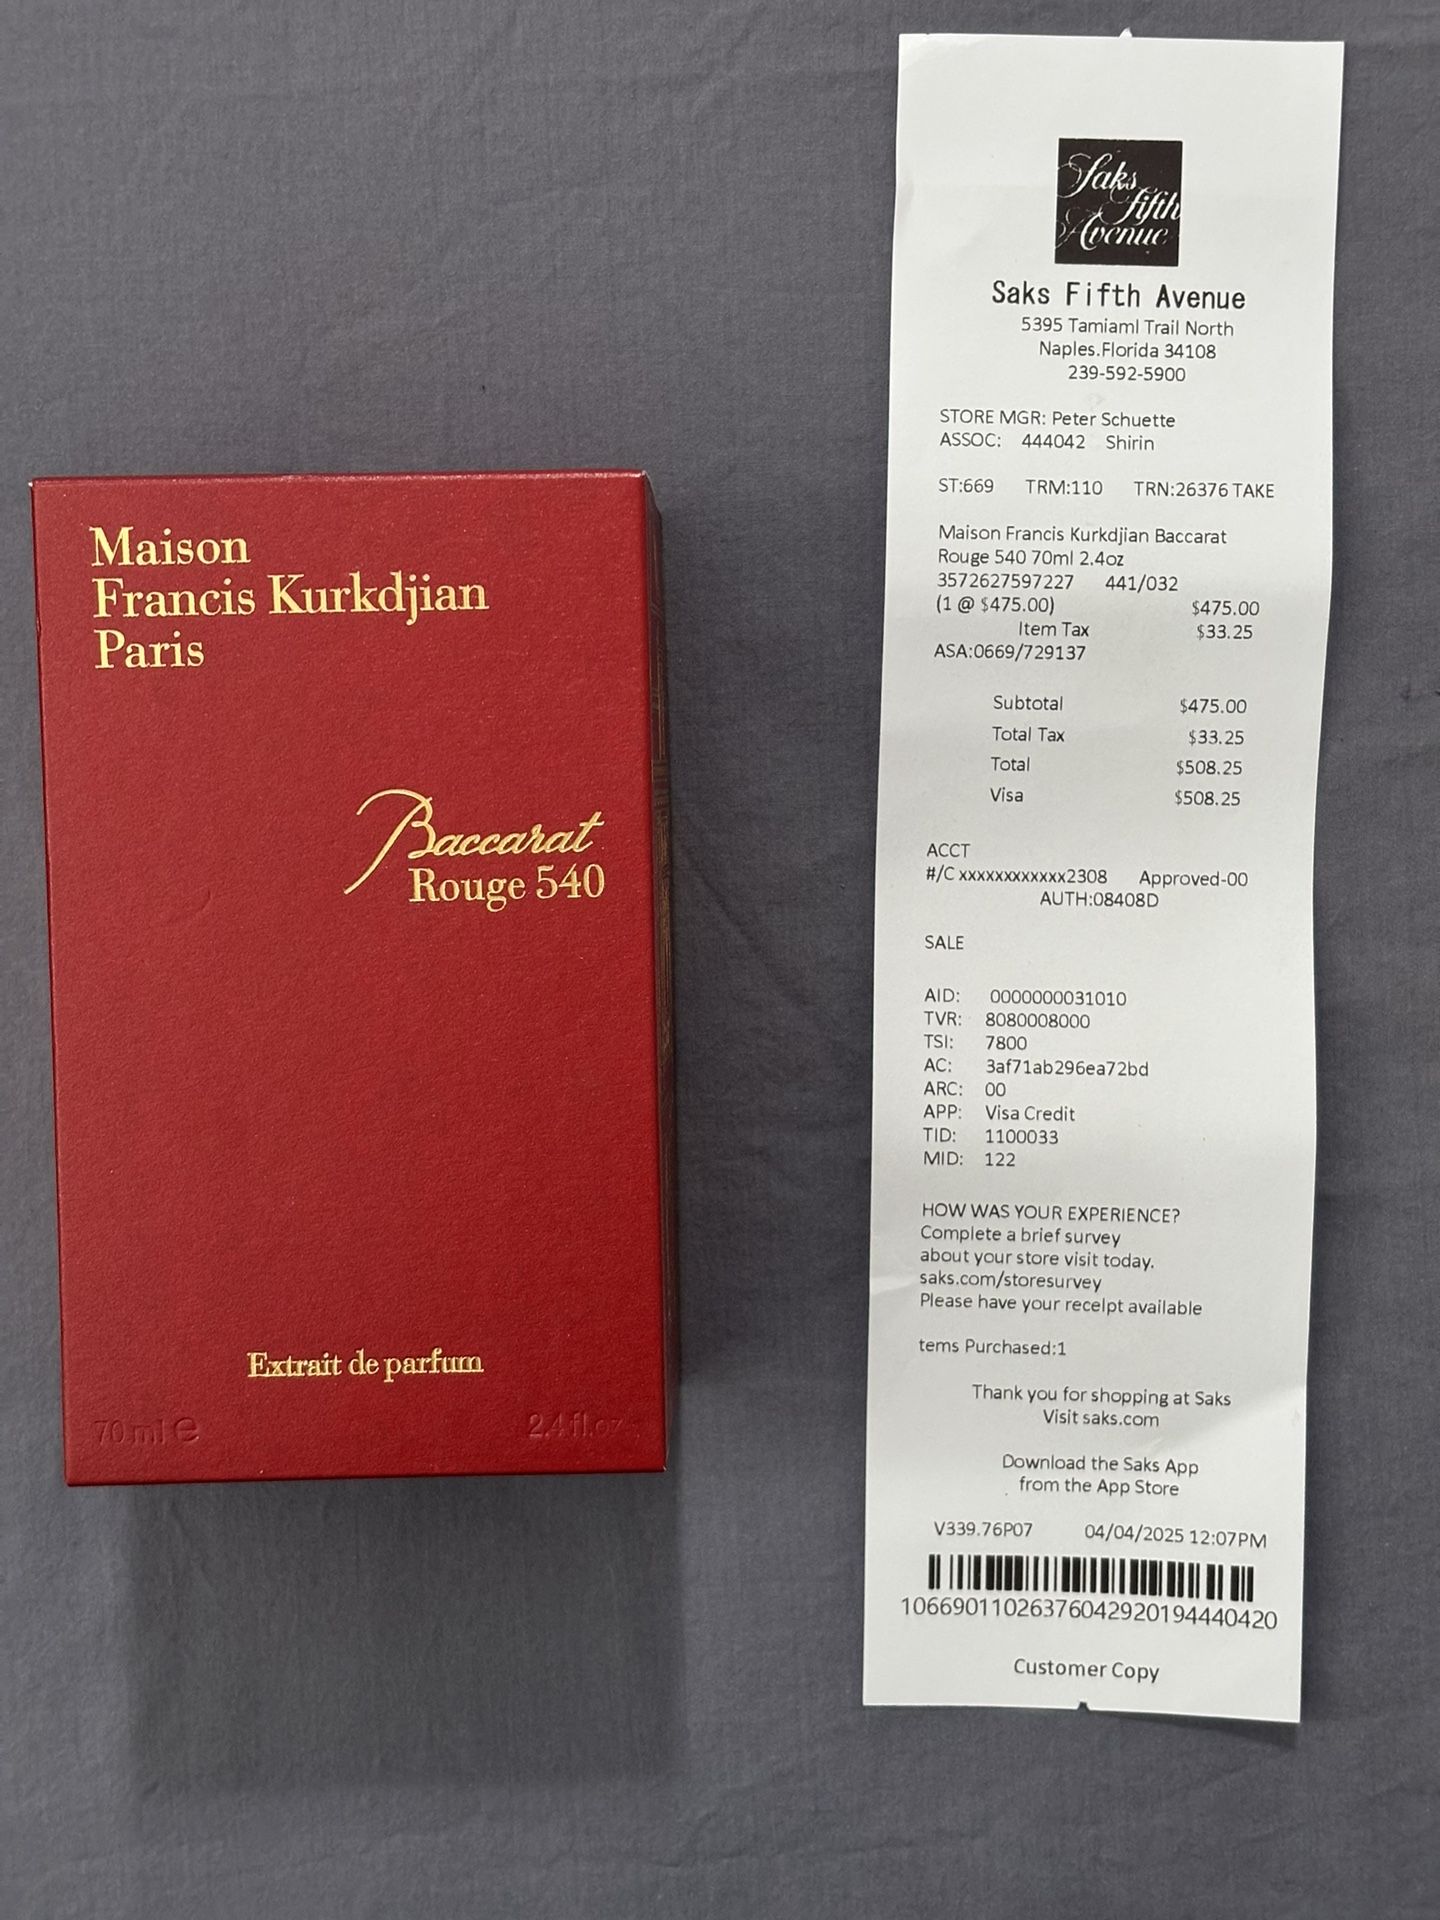 Maison
Francis Kurkdjian
Paris
Baccarat
Rouge 540
Extrait de parfum
70 ml e
2.4 fl.oz
Saks
fifth
Avenue
Saks Fifth Avenue
5395 Tamiaml Trail North
Naples.Florida 34108
239-592-5900
STORE MGR: Peter Schuette
ASSOC: 444042 Shirin
ST:669 TRM:110 TRN:26376 TAKE
Maison Francis Kurkdjian Baccarat
Rouge 540 70ml 2.4oz
3572627597227 441/032
(1 @ $475.00) $475.00
Item Tax $33.25
ASA:0669/729137
Subtotal $475.00
Total Tax $33.25
Total $508.25
Visa $508.25
ACCT
#/C xxxxxxxxxxxx2308 Approved-00
AUTH:08408D
SALE
AID: 0000000031010
TVR: 8080008000
TSI: 7800
AC: 3af71ab296ea72bd
ARC: 00
APP: Visa Credit
TID: 1100033
MID: 122
HOW WAS YOUR EXPERIENCE?
Complete a brief survey
about your store visit today.
saks.com/storesurvey
Please have your recelpt available
tems Purchased:1
Thank you for shopping at Saks
Visit saks.com
Download the Saks App
from the App Store
V339.76P07 04/04/2025 12:07PM
10669011026376042920194440420
Customer Copy